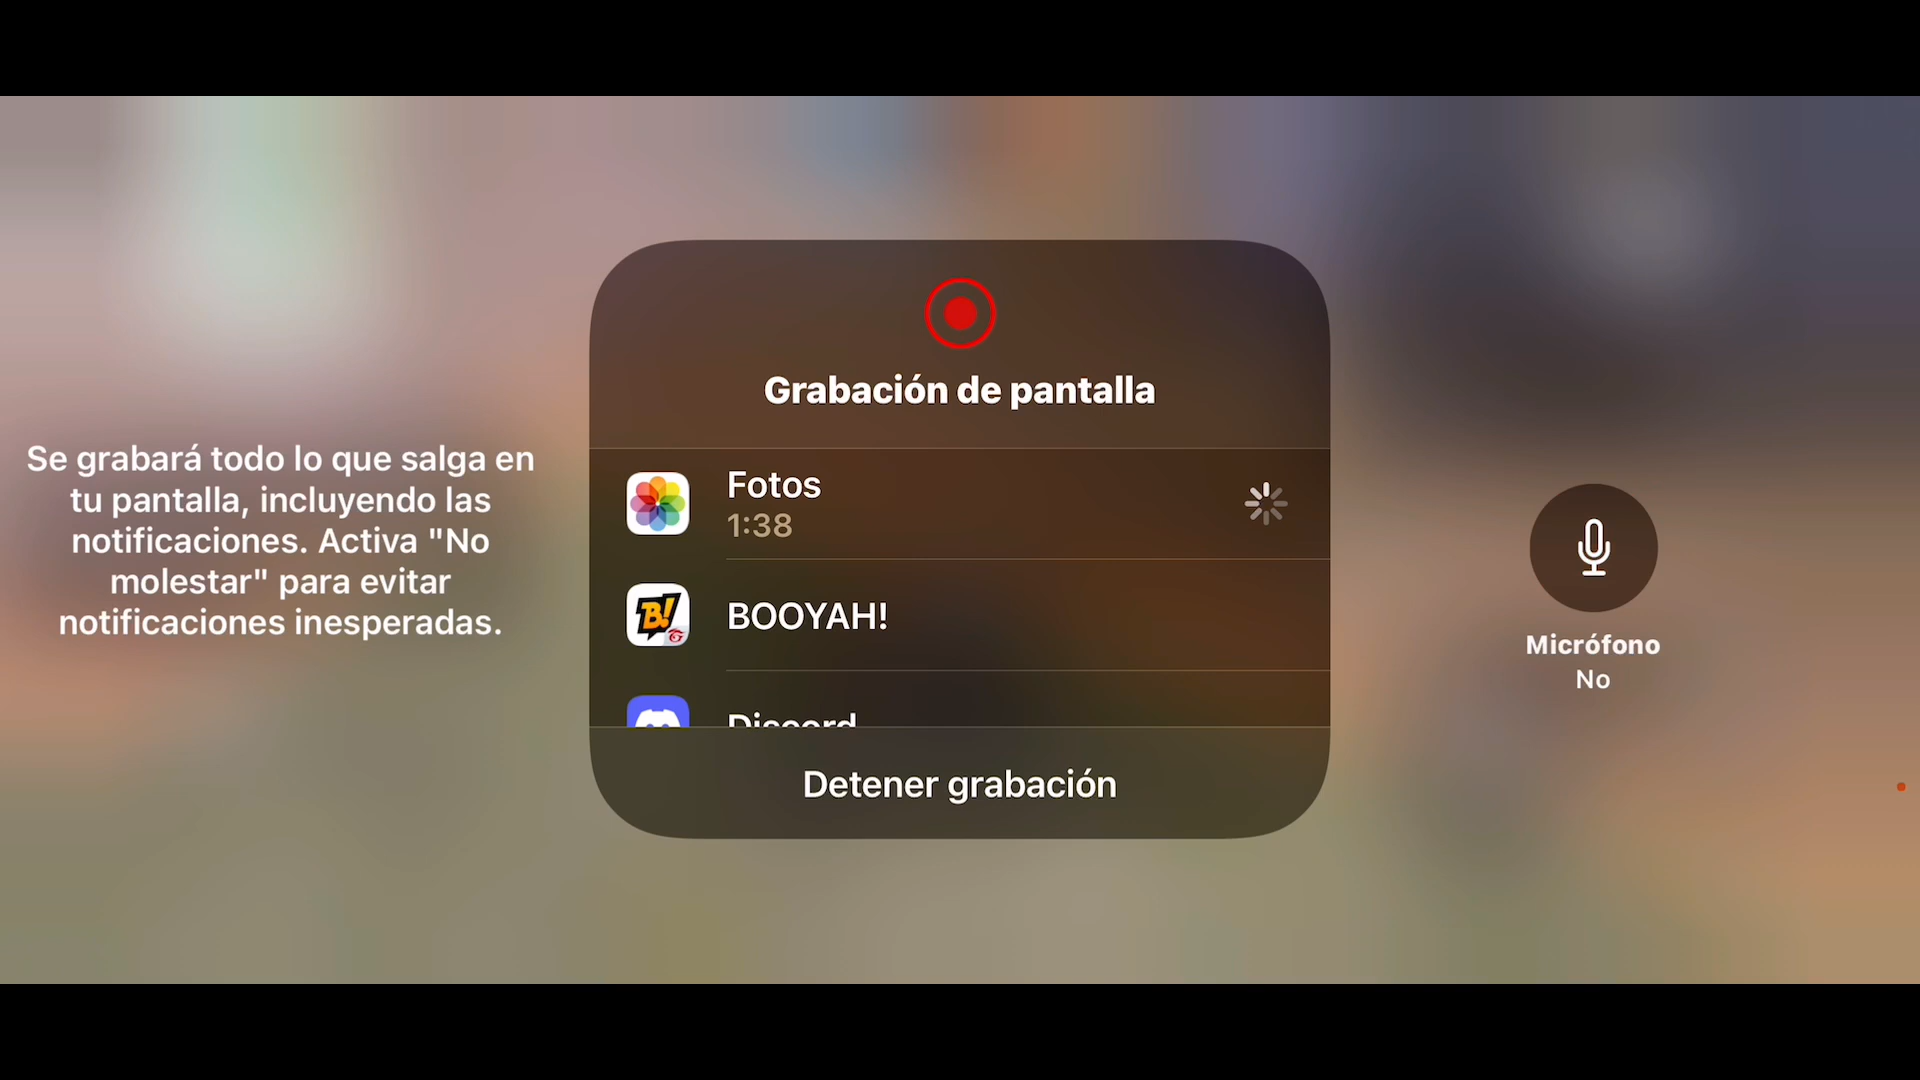 Grabación de pantalla
Se grabará todo lo que salga en
tu pantalla, incluyendo las
notificaciones. Activa "No
molestar" para evitar
notificaciones inesperadas.
Fotos
1:38
B!
BOOYAH!
Discord
Detener grabación
Micrófono
No